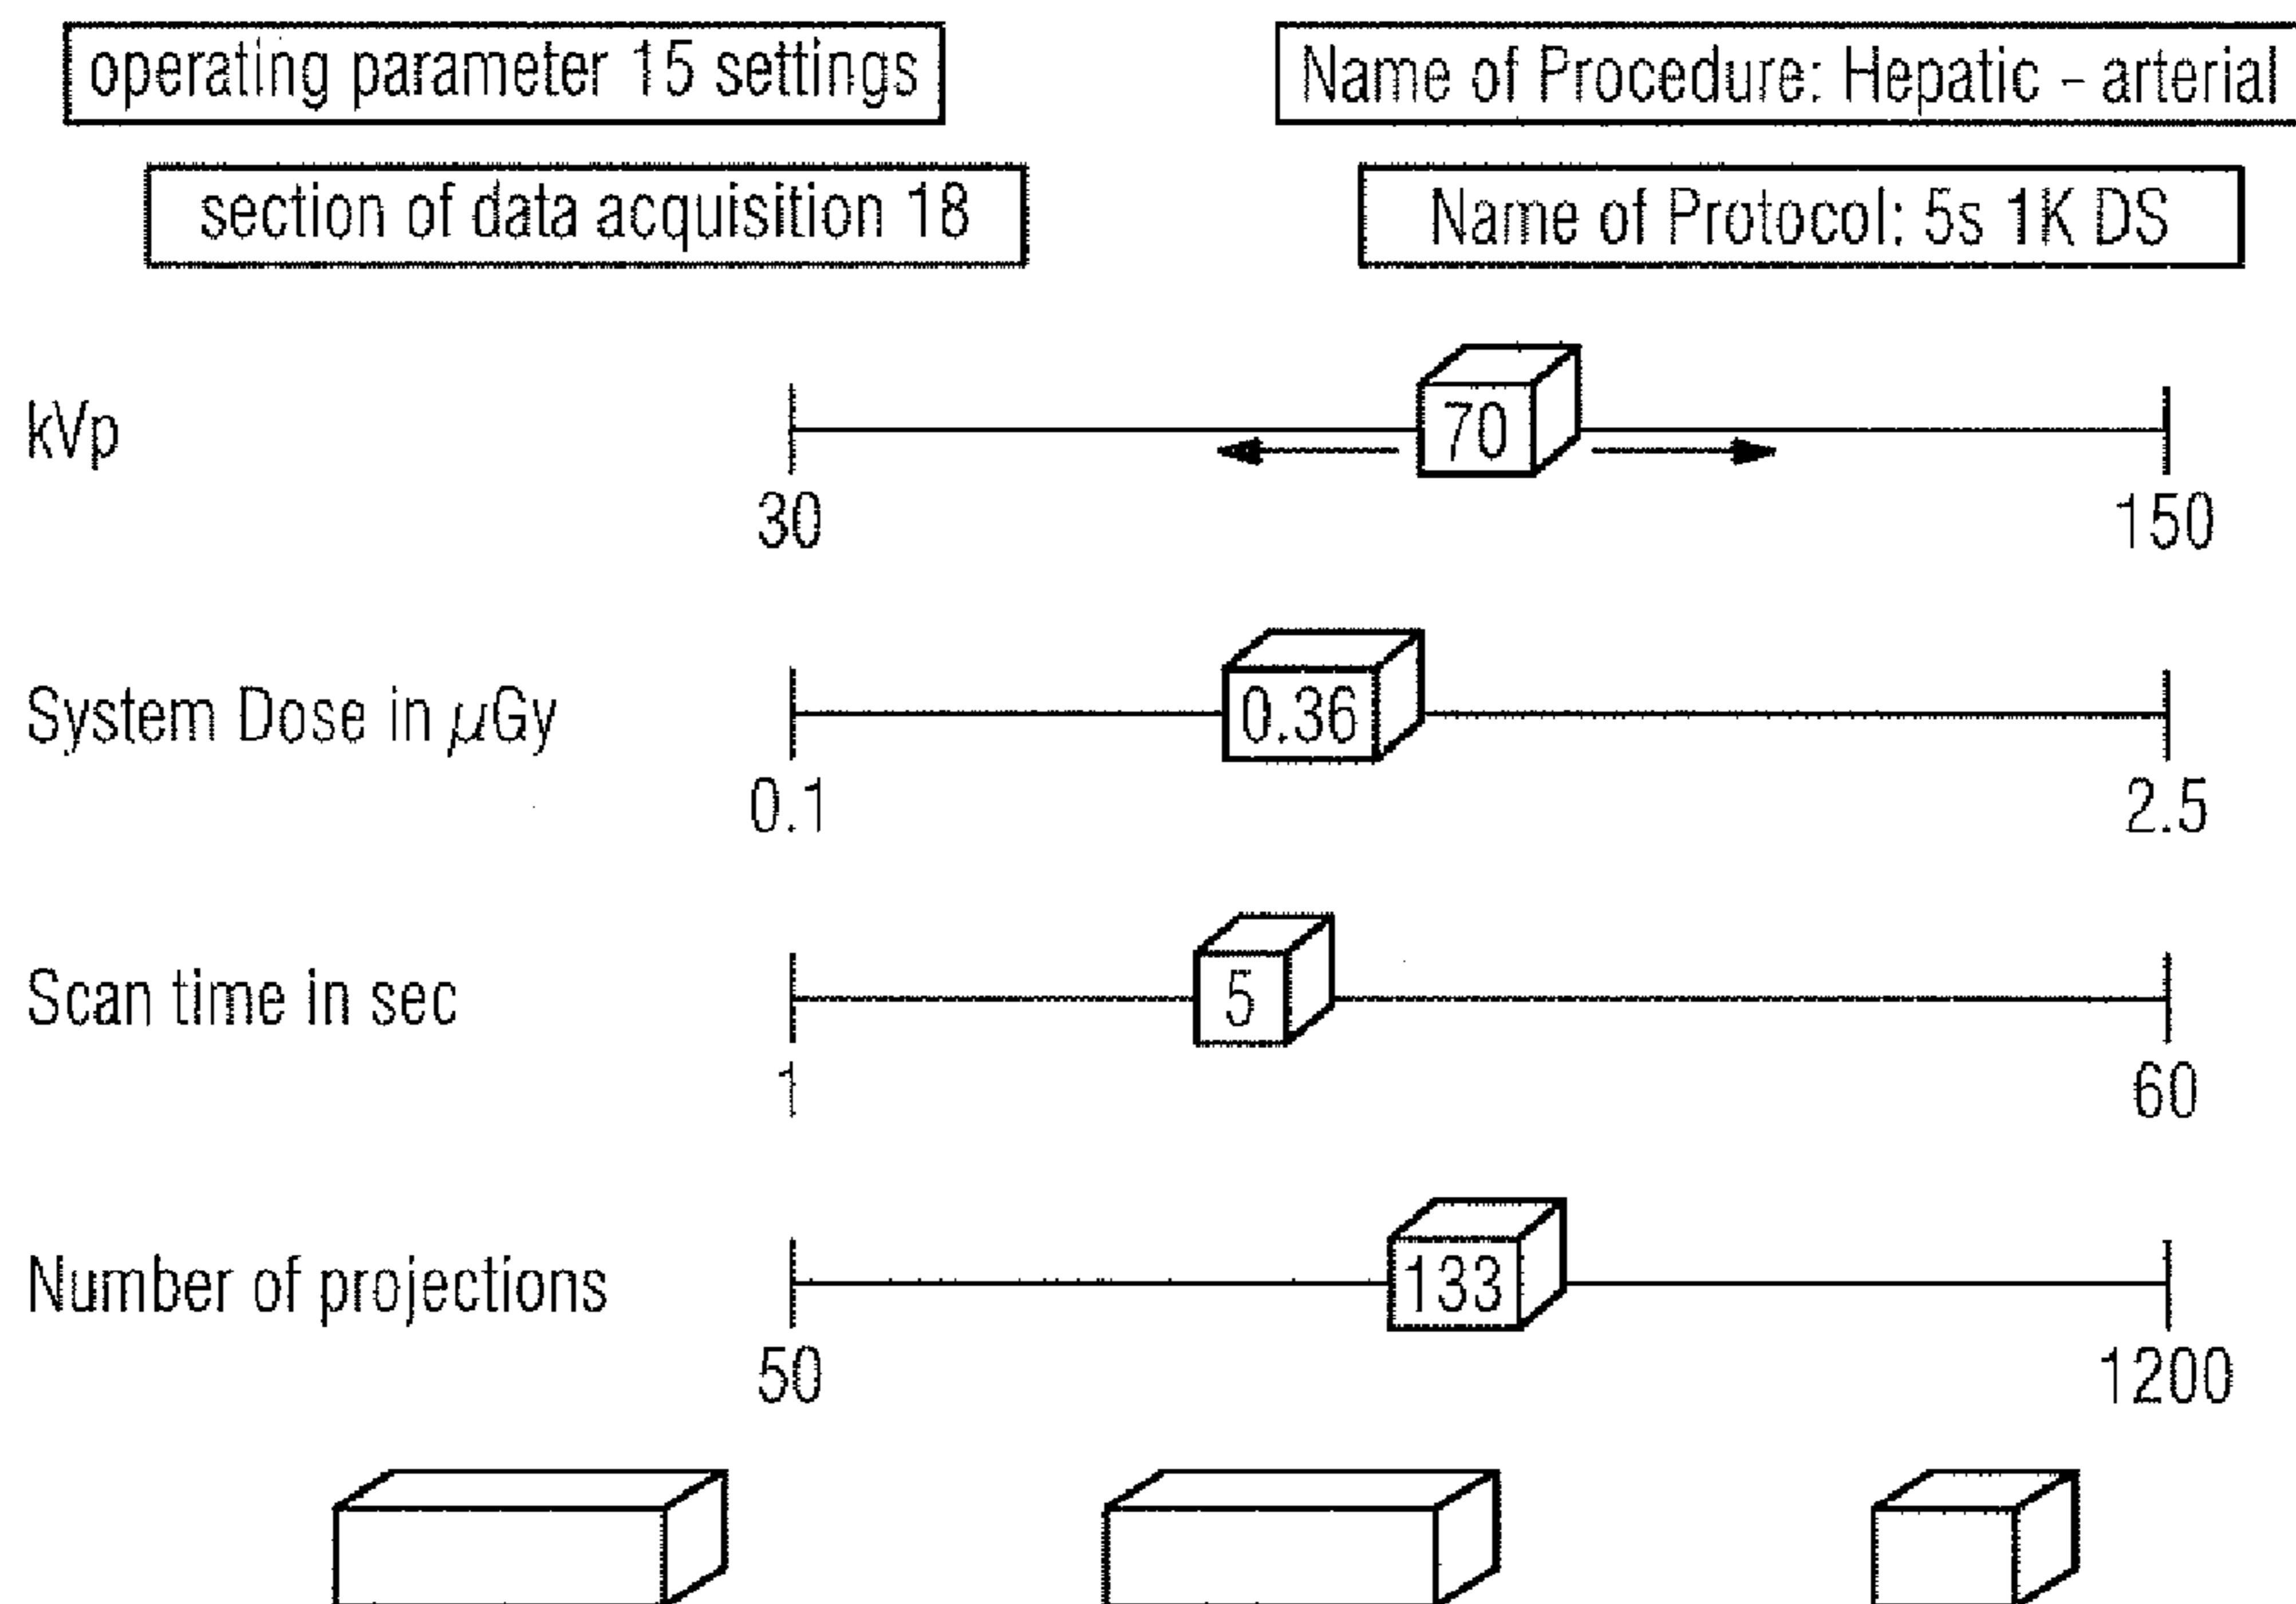 operating parameter 15 settings
Name of Procedure: Hepatic - arterial
section of data acquisition 18
Name of Protocol: 5s 1K DS
kVp
70
30
150
System Dose in μGy
0.36
0.1
2.5
Scan time in sec
5
1
60
Number of projections
133
50
1200